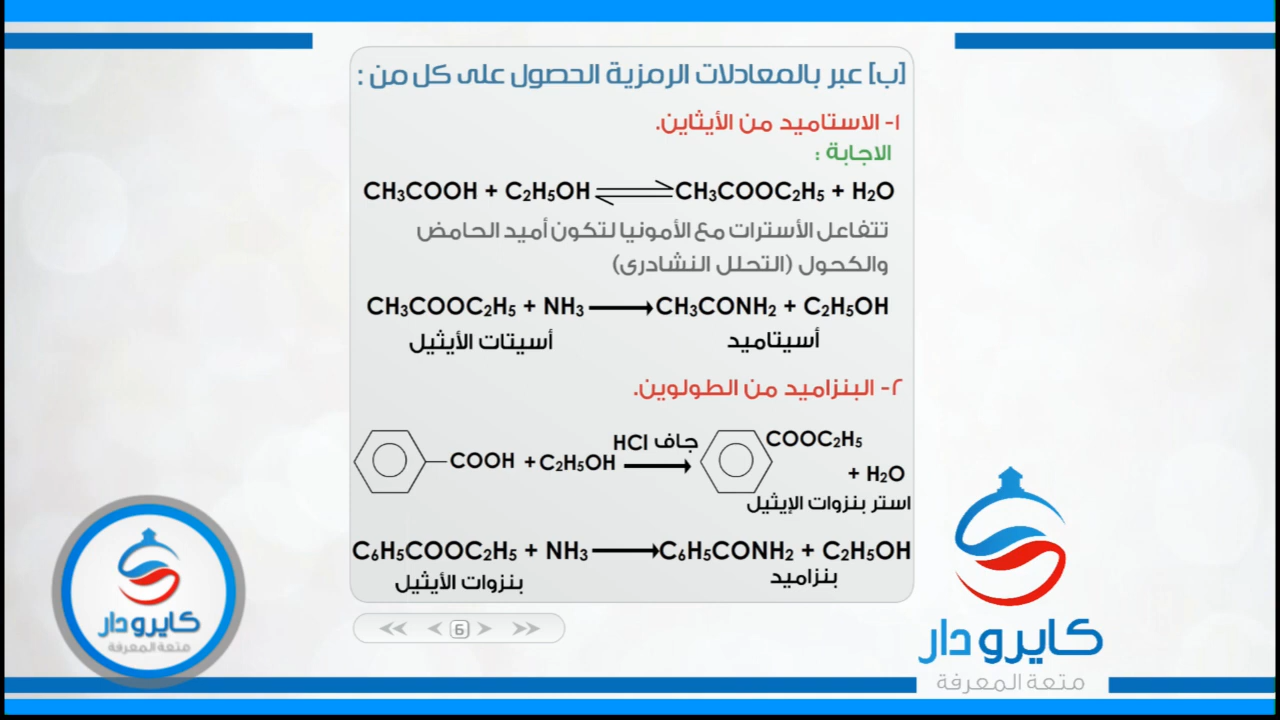 [ب] عبر بالمعادلات الرمزية الحصول على كل من :
١- الاستاميد من الأيثاين.
الاجابة :
CH₃COOH + C₂H₅OH ⇌ CH₃COOC₂H₅ + H₂O
تتفاعل الأسترات مع الأمونيا لتكون أميد الحامض
والكحول (التحلل النشادرى)
CH₃COOC₂H₅ + NH₃ → CH₃CONH₂ + C₂H₅OH
أسيتات الأيثيل أسيتاميد
٢- البنزاميد من الطولوين.
COOH + C₂H₅OH → جاف HCl COOC₂H₅
+ H₂O
استر بنزوات الإيثيل
C₆H₅COOC₂H₅ + NH₃ → C₆H₅CONH₂ + C₂H₅OH
بنزوات الأيثيل بنزاميد
6
كايرو دار
متعة المعرفة
كايرو دار
متعة المعرفة